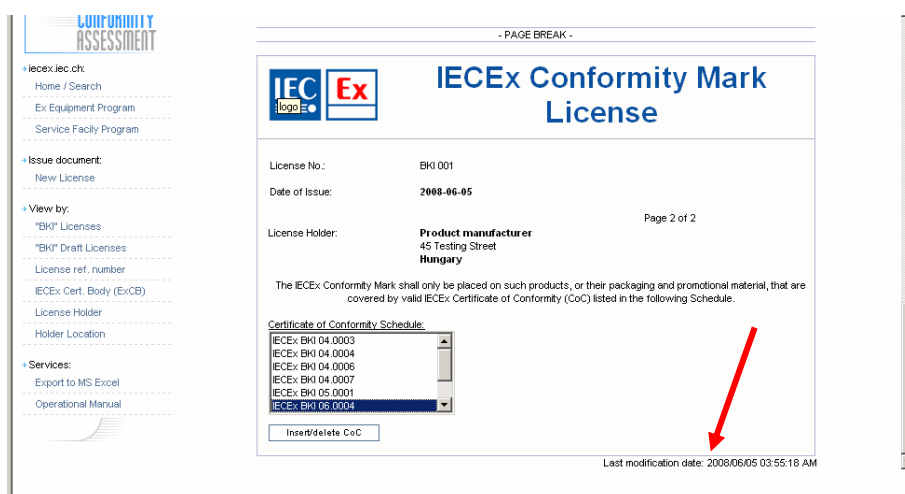 CONFORMITY
ASSESSMENT
iecex.iec.ch:
Home / Search
Ex Equipment Program
Service Facily Program
Issue document:
New License
View by:
"BKI" Licenses
"BKI" Draft Licenses
License ref. number
IECEx Cert. Body (ExCB)
License Holder
Holder Location
Services:
Export to MS Excel
Operational Manual
- PAGE BREAK -
IEC Ex
logo
IECEx Conformity Mark
License
License No.: BKI 001
Date of Issue: 2008-06-05
Page 2 of 2
License Holder: Product manufacturer
45 Testing Street
Hungary
The IECEx Conformity Mark shall only be placed on such products, or their packaging and promotional material, that are
covered by valid IECEx Certificate of Conformity (CoC) listed in the following Schedule.
Certificate of Conformity Schedule:
IECEx BKI 04.0003
IECEx BKI 04.0004
IECEx BKI 04.0006
IECEx BKI 04.0007
IECEx BKI 05.0001
IECEx BKI 06.0004
Insert/delete CoC
Last modification date: 2008/06/05 03:55:18 AM